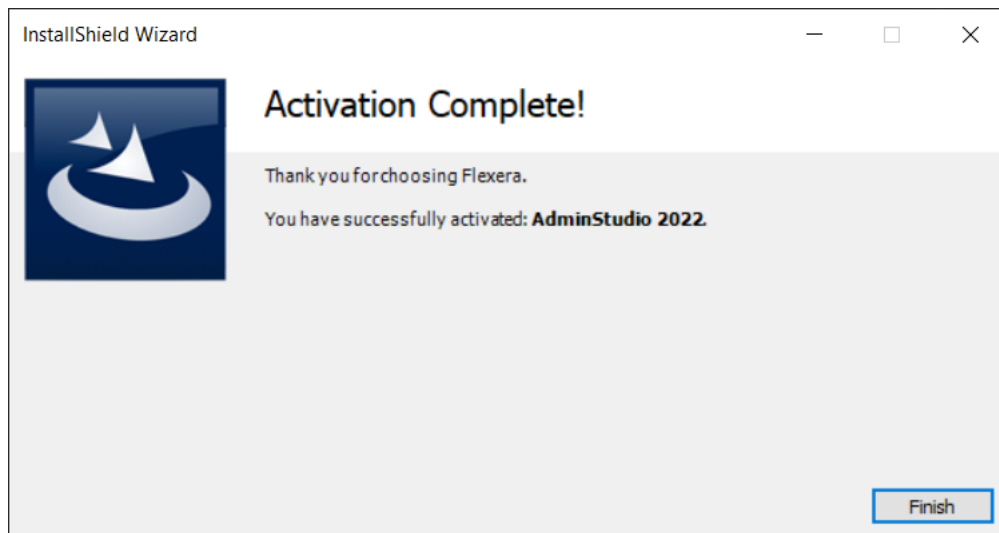 InstallShield Wizard
Activation Complete!
Thank you for choosing Flexera.
You have successfully activated: AdminStudio 2022.
Finish